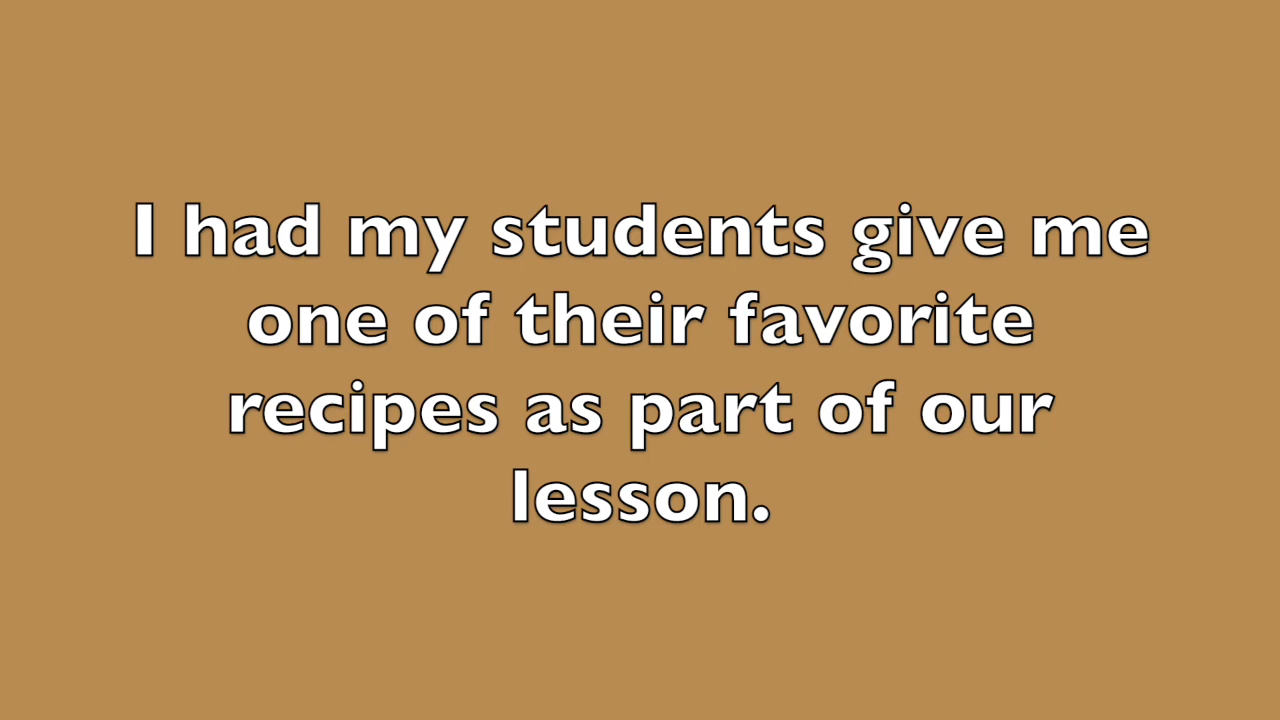 I had my students give me
one of their favorite
recipes as part of our
lesson.